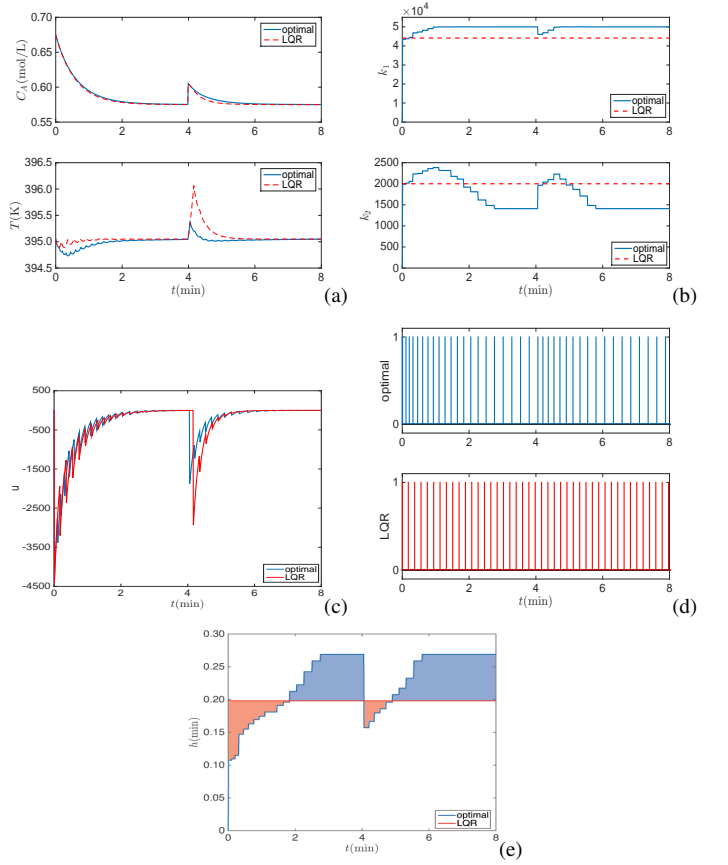 0.70
0.65
0.60
0.55
C_A(mol/L)
optimal
LQR
0 2 4 6 8
×10⁴
5
4
3
2
1
0
k₁
optimal
LQR
0 2 4 6 8
396.5
396.0
395.5
395.0
394.5
T(K)
optimal
LQR
0 2 4 6 8
t(min)
(a)
2500
2000
1500
1000
500
0
k₂
optimal
LQR
0 2 4 6 8
t(min)
(b)
500
-500
-1500
-2500
-3500
-4500
u
optimal
LQR
0 2 4 6 8
t(min)
(c)
1
0
optimal
0 2 4 6 8
1
0
LQR
0 2 4 6 8
t(min)
(d)
0.30
0.25
0.20
0.15
0.10
0.05
0
h(min)
optimal
LQR
0 2 4 6 8
t(min)
(e)